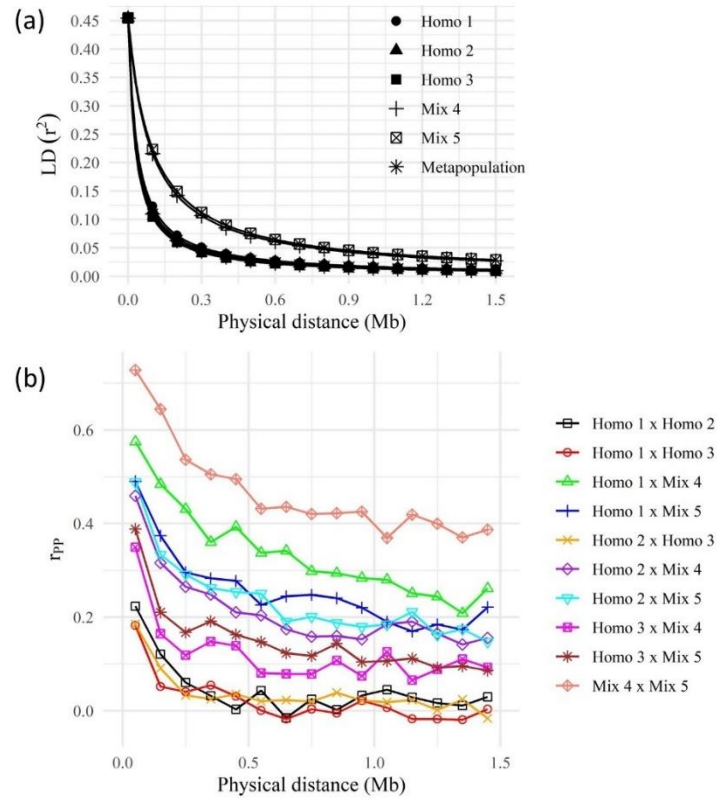 (a)
0.45
0.40
0.35
0.30
0.25
0.20
0.15
0.10
0.05
0.00
LD (r²)
Homo 1
Homo 2
Homo 3
Mix 4
Mix 5
Metapopulation
0.0 0.3 0.6 0.9 1.2 1.5
Physical distance (Mb)
(b)
0.6
0.4
0.2
0.0
rPP
0.0 0.5 1.0 1.5
Physical distance (Mb)
Homo 1 x Homo 2
Homo 1 x Homo 3
Homo 1 x Mix 4
Homo 1 x Mix 5
Homo 2 x Homo 3
Homo 2 x Mix 4
Homo 2 x Mix 5
Homo 3 x Mix 4
Homo 3 x Mix 5
Mix 4 x Mix 5